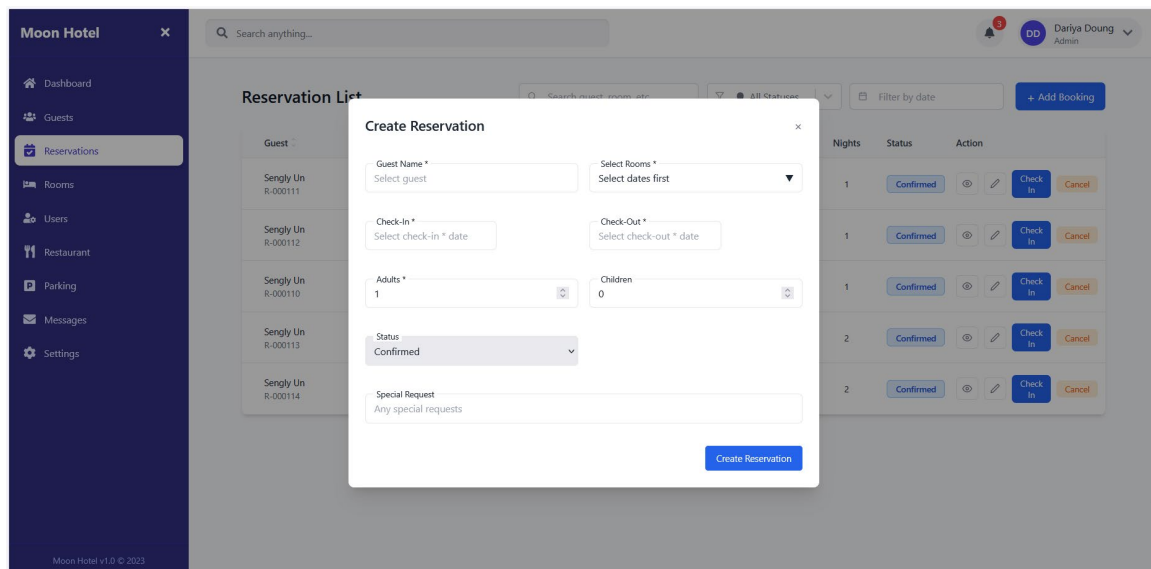 Moon Hotel ×
Search anything...
3
DD
Dariya Doung
Admin
Dashboard
Guests
Reservations
Rooms
Users
Restaurant
Parking
Messages
Settings
Moon Hotel v1.0 © 2023
Reservation List
Search guest, room, etc
All Statuses
Filter by date
+ Add Booking
Guest
Nights
Status
Action
Sengly Un
R-000111
1
Confirmed
Check In
Cancel
Sengly Un
R-000112
1
Confirmed
Check In
Cancel
Sengly Un
R-000110
1
Confirmed
Check In
Cancel
Sengly Un
R-000113
2
Confirmed
Check In
Cancel
Sengly Un
R-000114
2
Confirmed
Check In
Cancel
Create Reservation
×
Guest Name *
Select guest
Select Rooms *
Select dates first
Check-In *
Select check-in * date
Check-Out *
Select check-out * date
Adults *
1
Children
0
Status
Confirmed
Special Request
Any special requests
Create Reservation